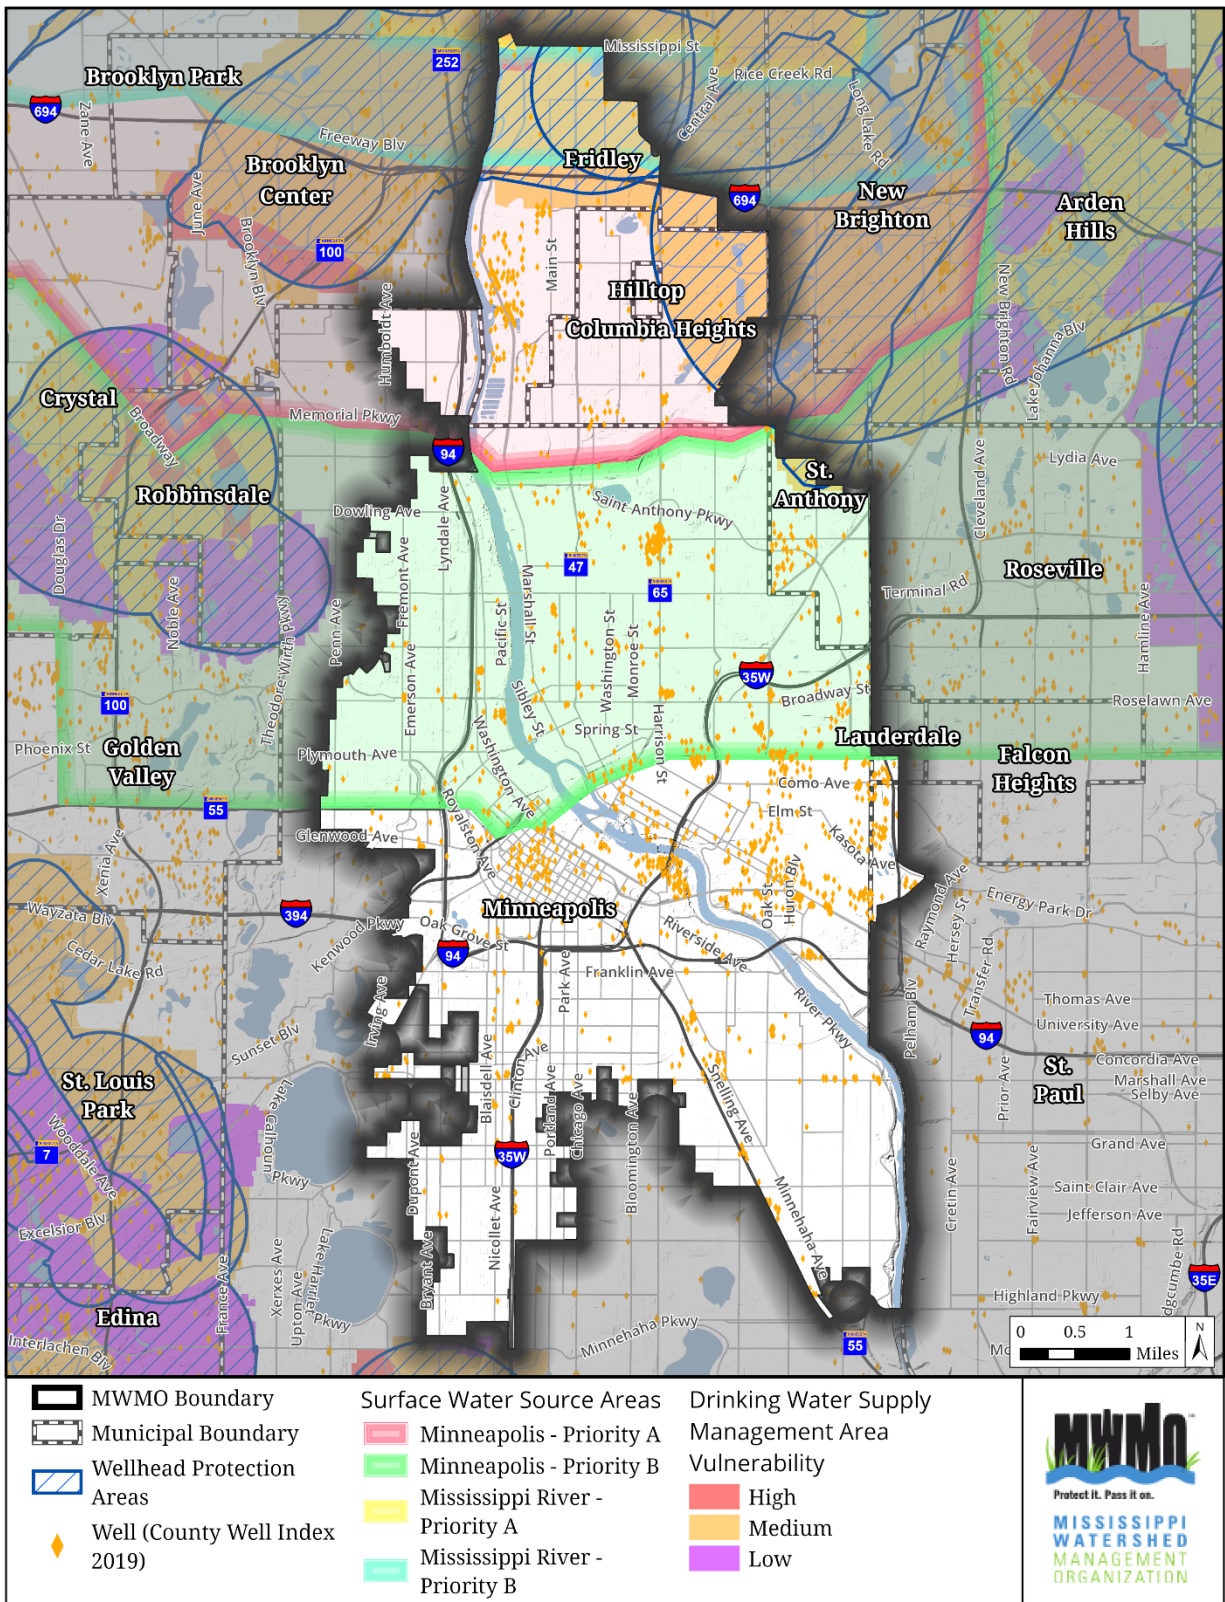 Mississippi St
252
Brooklyn Park
Rice Creek Rd
694
Zane Ave
Central Ave
Long Lake Rd
Freeway Blv
Brooklyn
Center
Fridley
June Ave
694
New
Brighton
Arden
Hills
100
Brooklyn Blv
Main St
Humboldt Ave
Hilltop
Columbia Heights
New Brighton Rd
Lake Johanna Blv
Crystal
Broadway
Memorial Pkwy
94
Lydia Ave
Cleveland Ave
St.
Anthony
Robbinsdale
Dowling Ave
Saint Anthony Pkwy
Lyndale Ave
Douglas Dr
47
65
Roseville
Terminal Rd
Noble Ave
Theodore Wirth Pkwy
Penn Ave
Fremont Ave
Emerson Ave
Pacific St
Marshall St
Washington St
Monroe St
Hamline Ave
35W
Broadway St
Roselawn Ave
100
Sibley St
Harrison St
Spring St
Washington Ave
Phoenix St
Golden
Valley
Plymouth Ave
Lauderdale
Falcon
Heights
55
Royalston Ave
Como Ave
Elm St
Glenwood Ave
Kasota Ave
Xenia Ave
Oak St
Huron Blv
Raymond Ave
Hersey St
Energy Park Dr
Wayzata Blv
394
Minneapolis
Kenwood Pkwy
Oak Grove St
94
Riverside Ave
Cedar Lake Rd
Franklin Ave
Park Ave
Transfer Rd
Irving Ave
River Pkwy
Pelham Blv
Thomas Ave
University Ave
Sunset Blv
94
Concordia Ave
Marshall Ave
Selby Ave
St. Louis
Park
St.
Paul
Prior Ave
Lake Calhoun Pkwy
Blaisdell Ave
Clinton Ave
Portland Ave
Chicago Ave
Bloomington Ave
Snelling Ave
7
Wooddale Ave
35W
Grand Ave
Dupont Ave
Saint Clair Ave
Jefferson Ave
Cretin Ave
Fairview Ave
Excelsior Blv
Nicollet Ave
Minnehaha Ave
Bryant Ave
Lake Harriet Pkwy
Xerxes Ave
Upton Ave
France Ave
dgcumbe Rd
35E
Edina
Highland Pkwy
Interlachen Blv
Minnehaha Pkwy
55
0 0.5 1
Miles
N
MWMO Boundary
Municipal Boundary
Wellhead Protection
Areas
Well (County Well Index
2019)
Surface Water Source Areas
Minneapolis - Priority A
Minneapolis - Priority B
Mississippi River -
Priority A
Mississippi River -
Priority B
Drinking Water Supply
Management Area
Vulnerability
High
Medium
Low
MWMO
Protect it. Pass it on.
MISSISSIPPI
WATERSHED
MANAGEMENT
ORGANIZATION